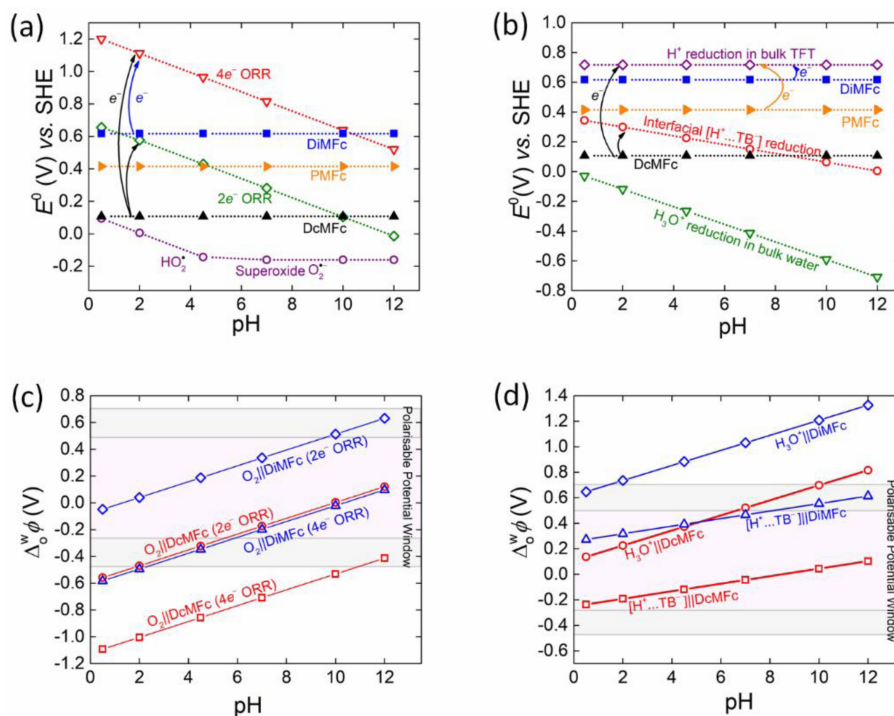 (a)
E⁰ (V) vs. SHE
1.2
1.0
0.8
0.6
0.4
0.2
0.0
-0.2
4e⁻ ORR
e⁻
e⁻
DiMFc
PMFc
2e⁻ ORR
DcMFc
HO₂•
Superoxide O₂•⁻
0
2
4
6
8
10
12
pH
(b)
E⁰(V) vs. SHE
1.0
0.8
0.6
0.4
0.2
0.0
-0.2
-0.4
-0.6
-0.8
H⁺ reduction in bulk TFT
e⁻
e⁻
e⁻
DiMFc
PMFc
Interfacial [H⁺...TB⁻] reduction
DcMFc
H₃O⁺ reduction in bulk water
0
2
4
6
8
10
12
pH
(c)
Δₒʷϕ (V)
0.8
0.6
0.4
0.2
0.0
-0.2
-0.4
-0.6
-0.8
-1.0
-1.2
Polarisable Potential Window
O₂||DiMFc (2e⁻ ORR)
O₂||DcMFc (2e⁻ ORR)
O₂||DiMFc (4e⁻ ORR)
O₂||DcMFc (4e⁻ ORR)
0
2
4
6
8
10
12
pH
(d)
Δₒʷϕ (V)
1.4
1.2
1.0
0.8
0.6
0.4
0.2
0.0
-0.2
-0.4
-0.6
Polarisable Potential Window
H₃O⁺||DiMFc
[H⁺...TB⁻]||DiMFc
H₃O⁺||DcMFc
[H⁺...TB⁻]||DcMFc
0
2
4
6
8
10
12
pH